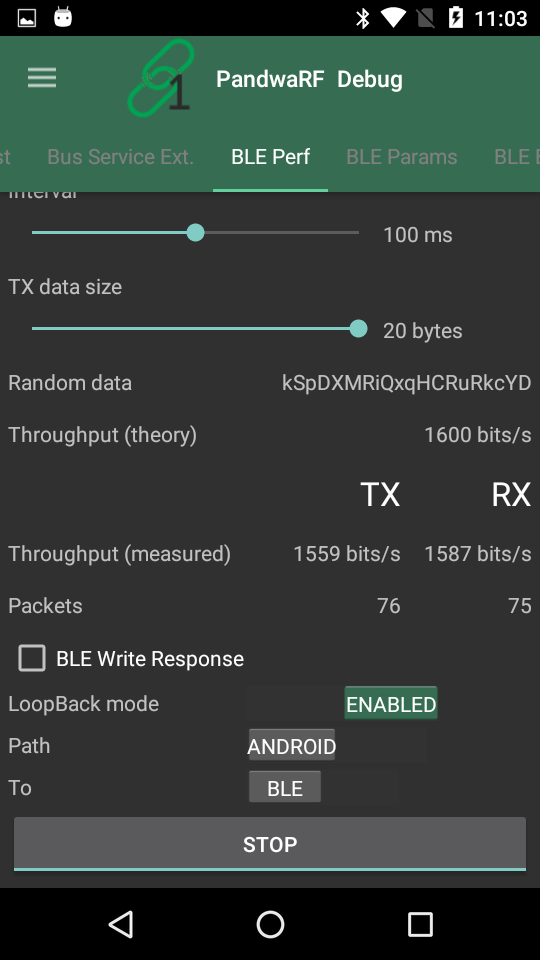 11:03
1
PandwaRF Debug
st Bus Service Ext. BLE Perf BLE Params BLE
Interval
100 ms
TX data size
20 bytes
Random data kSpDXMRiQxqHCRuRkcYD
Throughput (theory) 1600 bits/s
TX RX
Throughput (measured) 1559 bits/s 1587 bits/s
Packets 76 75
BLE Write Response
LoopBack mode ENABLED
Path ANDROID
To BLE
STOP